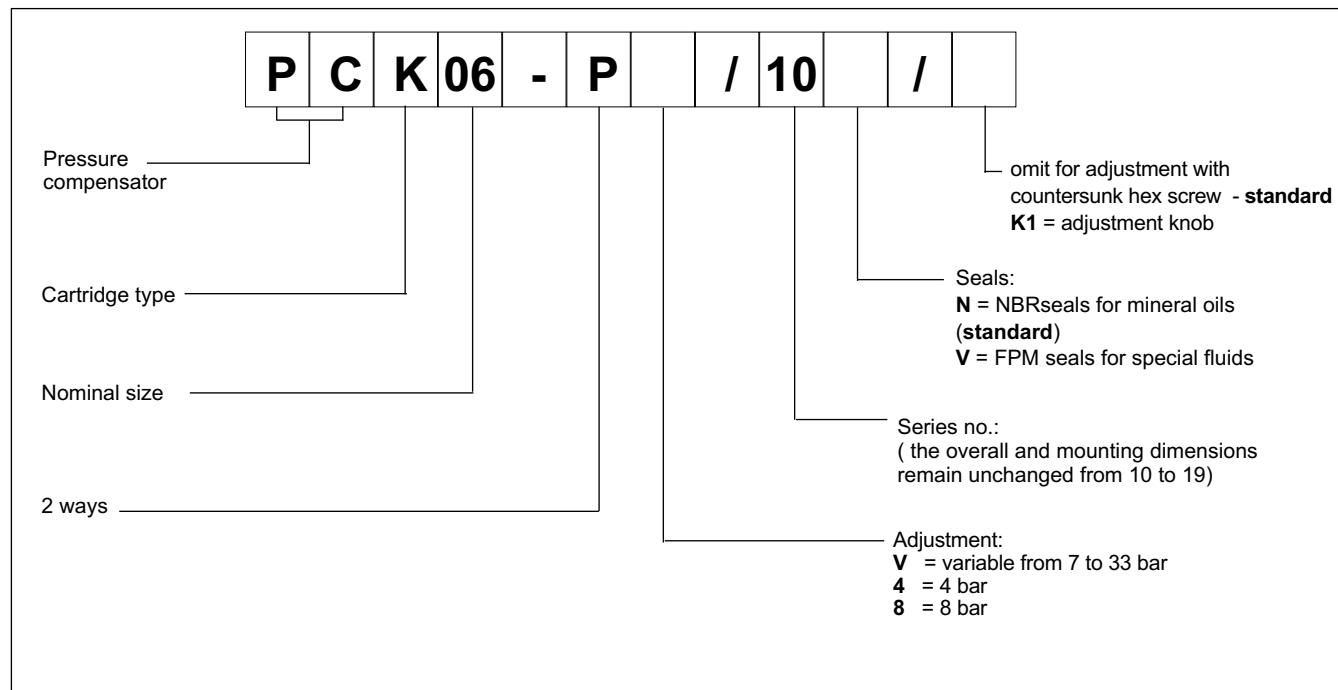 P C K 06 - P / 10 /
Pressure
compensator
Cartridge type
Nominal size
2 ways
omit for adjustment with
countersunk hex screw - standard
K1 = adjustment knob
Seals:
N = NBRseals for mineral oils
(standard)
V = FPM seals for special fluids
Series no.:
( the overall and mounting dimensions
remain unchanged from 10 to 19)
Adjustment:
V = variable from 7 to 33 bar
4 = 4 bar
8 = 8 bar